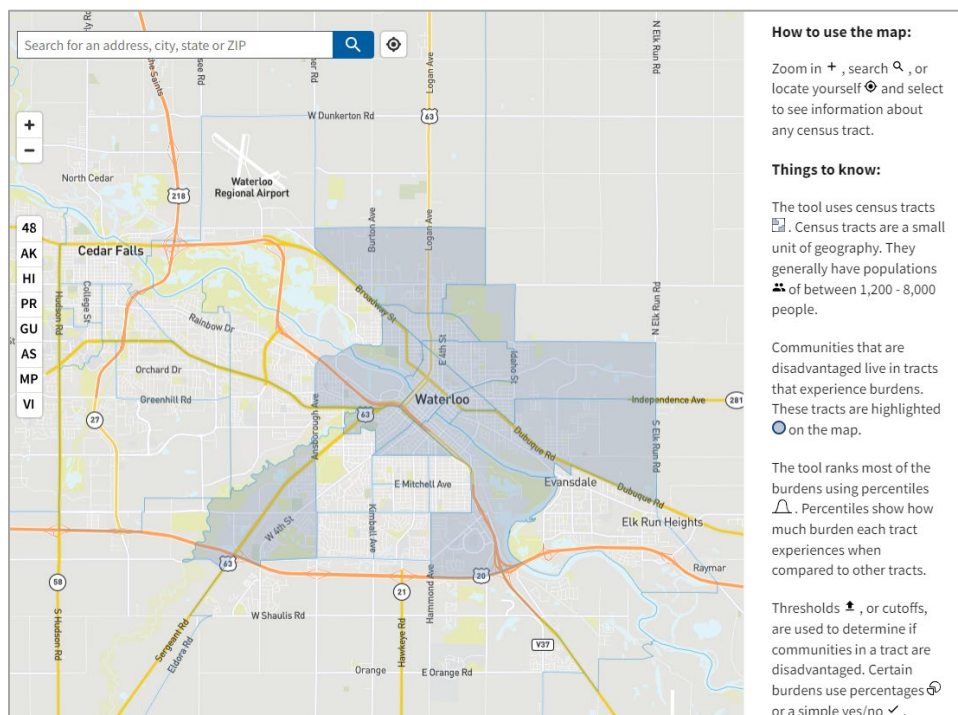 Search for an address, city, state or ZIP
How to use the map:
Zoom in + , search , or
locate yourself and select
to see information about
any census tract.
Things to know:
The tool uses census tracts
. Census tracts are a small
unit of geography. They
generally have populations
of between 1,200 - 8,000
people.
Communities that are
disadvantaged live in tracts
that experience burdens.
These tracts are highlighted
on the map.
The tool ranks most of the
burdens using percentiles
. Percentiles show how
much burden each tract
experiences when
compared to other tracts.
Thresholds , or cutoffs,
are used to determine if
communities in a tract are
disadvantaged. Certain
burdens use percentages
or a simple yes/no
+
−
48
AK
HI
PR
GU
AS
MP
VI
N Elk Run Rd
Logan Ave
W Dunkerton Rd
63
North Cedar
Waterloo
Regional Airport
218
Cedar Falls
Burton Ave
Logan Ave
College St
Hudson Rd
Rainbow Dr
Broadway St
E 4th St
Idaho St
N Elk Run Rd
Orchard Dr
Greenhill Rd
Ansborough Ave
Waterloo
63
Independence Ave
281
27
Dubuque Rd
S Elk Run Rd
E Mitchell Ave
Evansdale
Dubuque Rd
Kimball Ave
W 4th St
Elk Run Heights
63
20
Raymar
58
21
Hammond Ave
W Shaulis Rd
S Hudson Rd
Sergeant Rd
Eldora Rd
Hawkeye Rd
V37
Orange
E Orange Rd